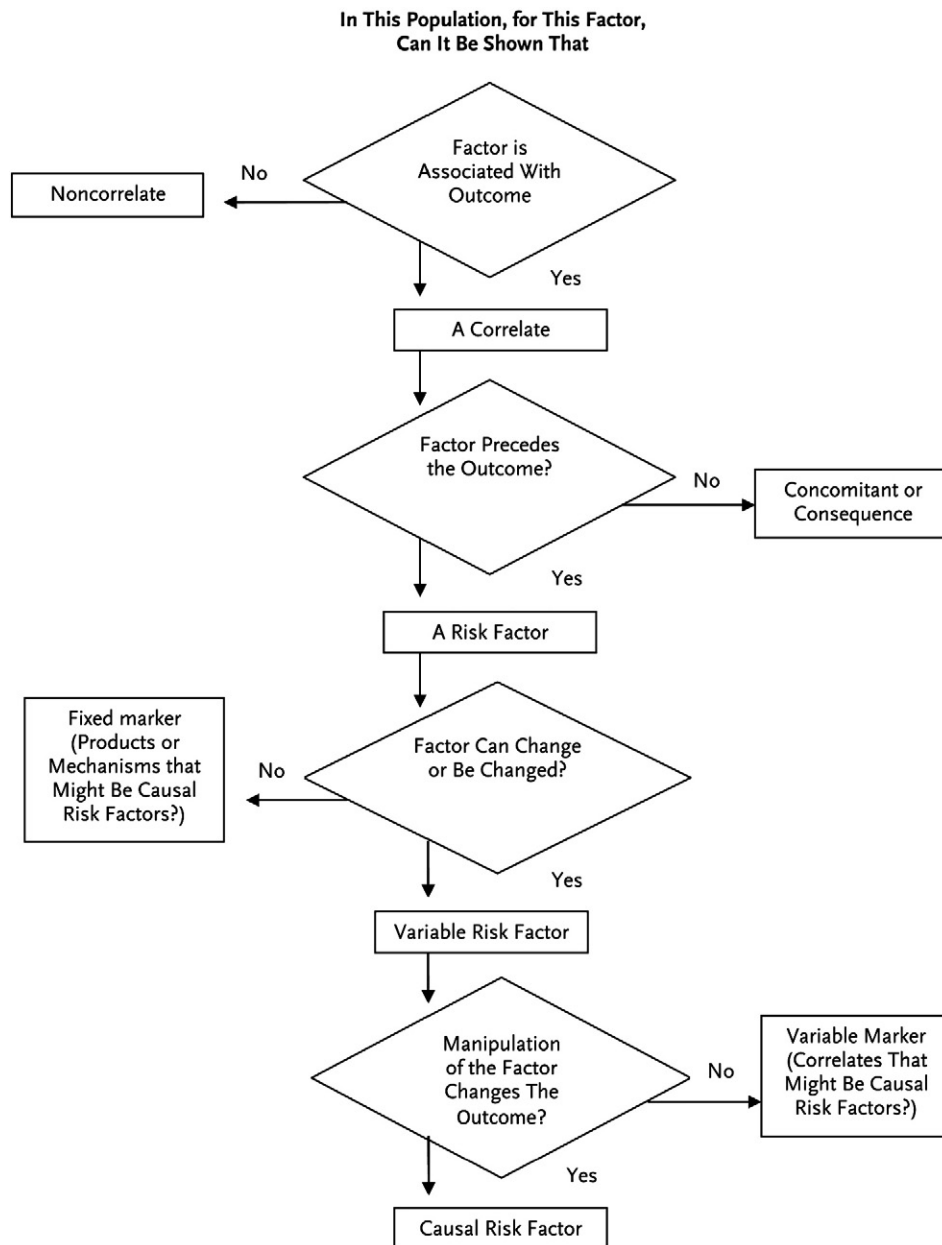 In This Population, for This Factor,
Can It Be Shown That
Factor is
Associated With
Outcome
No
Noncorrelate
Yes
A Correlate
Factor Precedes
the Outcome?
No
Concomitant or
Consequence
Yes
A Risk Factor
Factor Can Change
or Be Changed?
No
Fixed marker
(Products or
Mechanisms that
Might Be Causal
Risk Factors?)
Yes
Variable Risk Factor
Manipulation
of the Factor
Changes The
Outcome?
No
Variable Marker
(Correlates That
Might Be Causal
Risk Factors?)
Yes
Causal Risk Factor